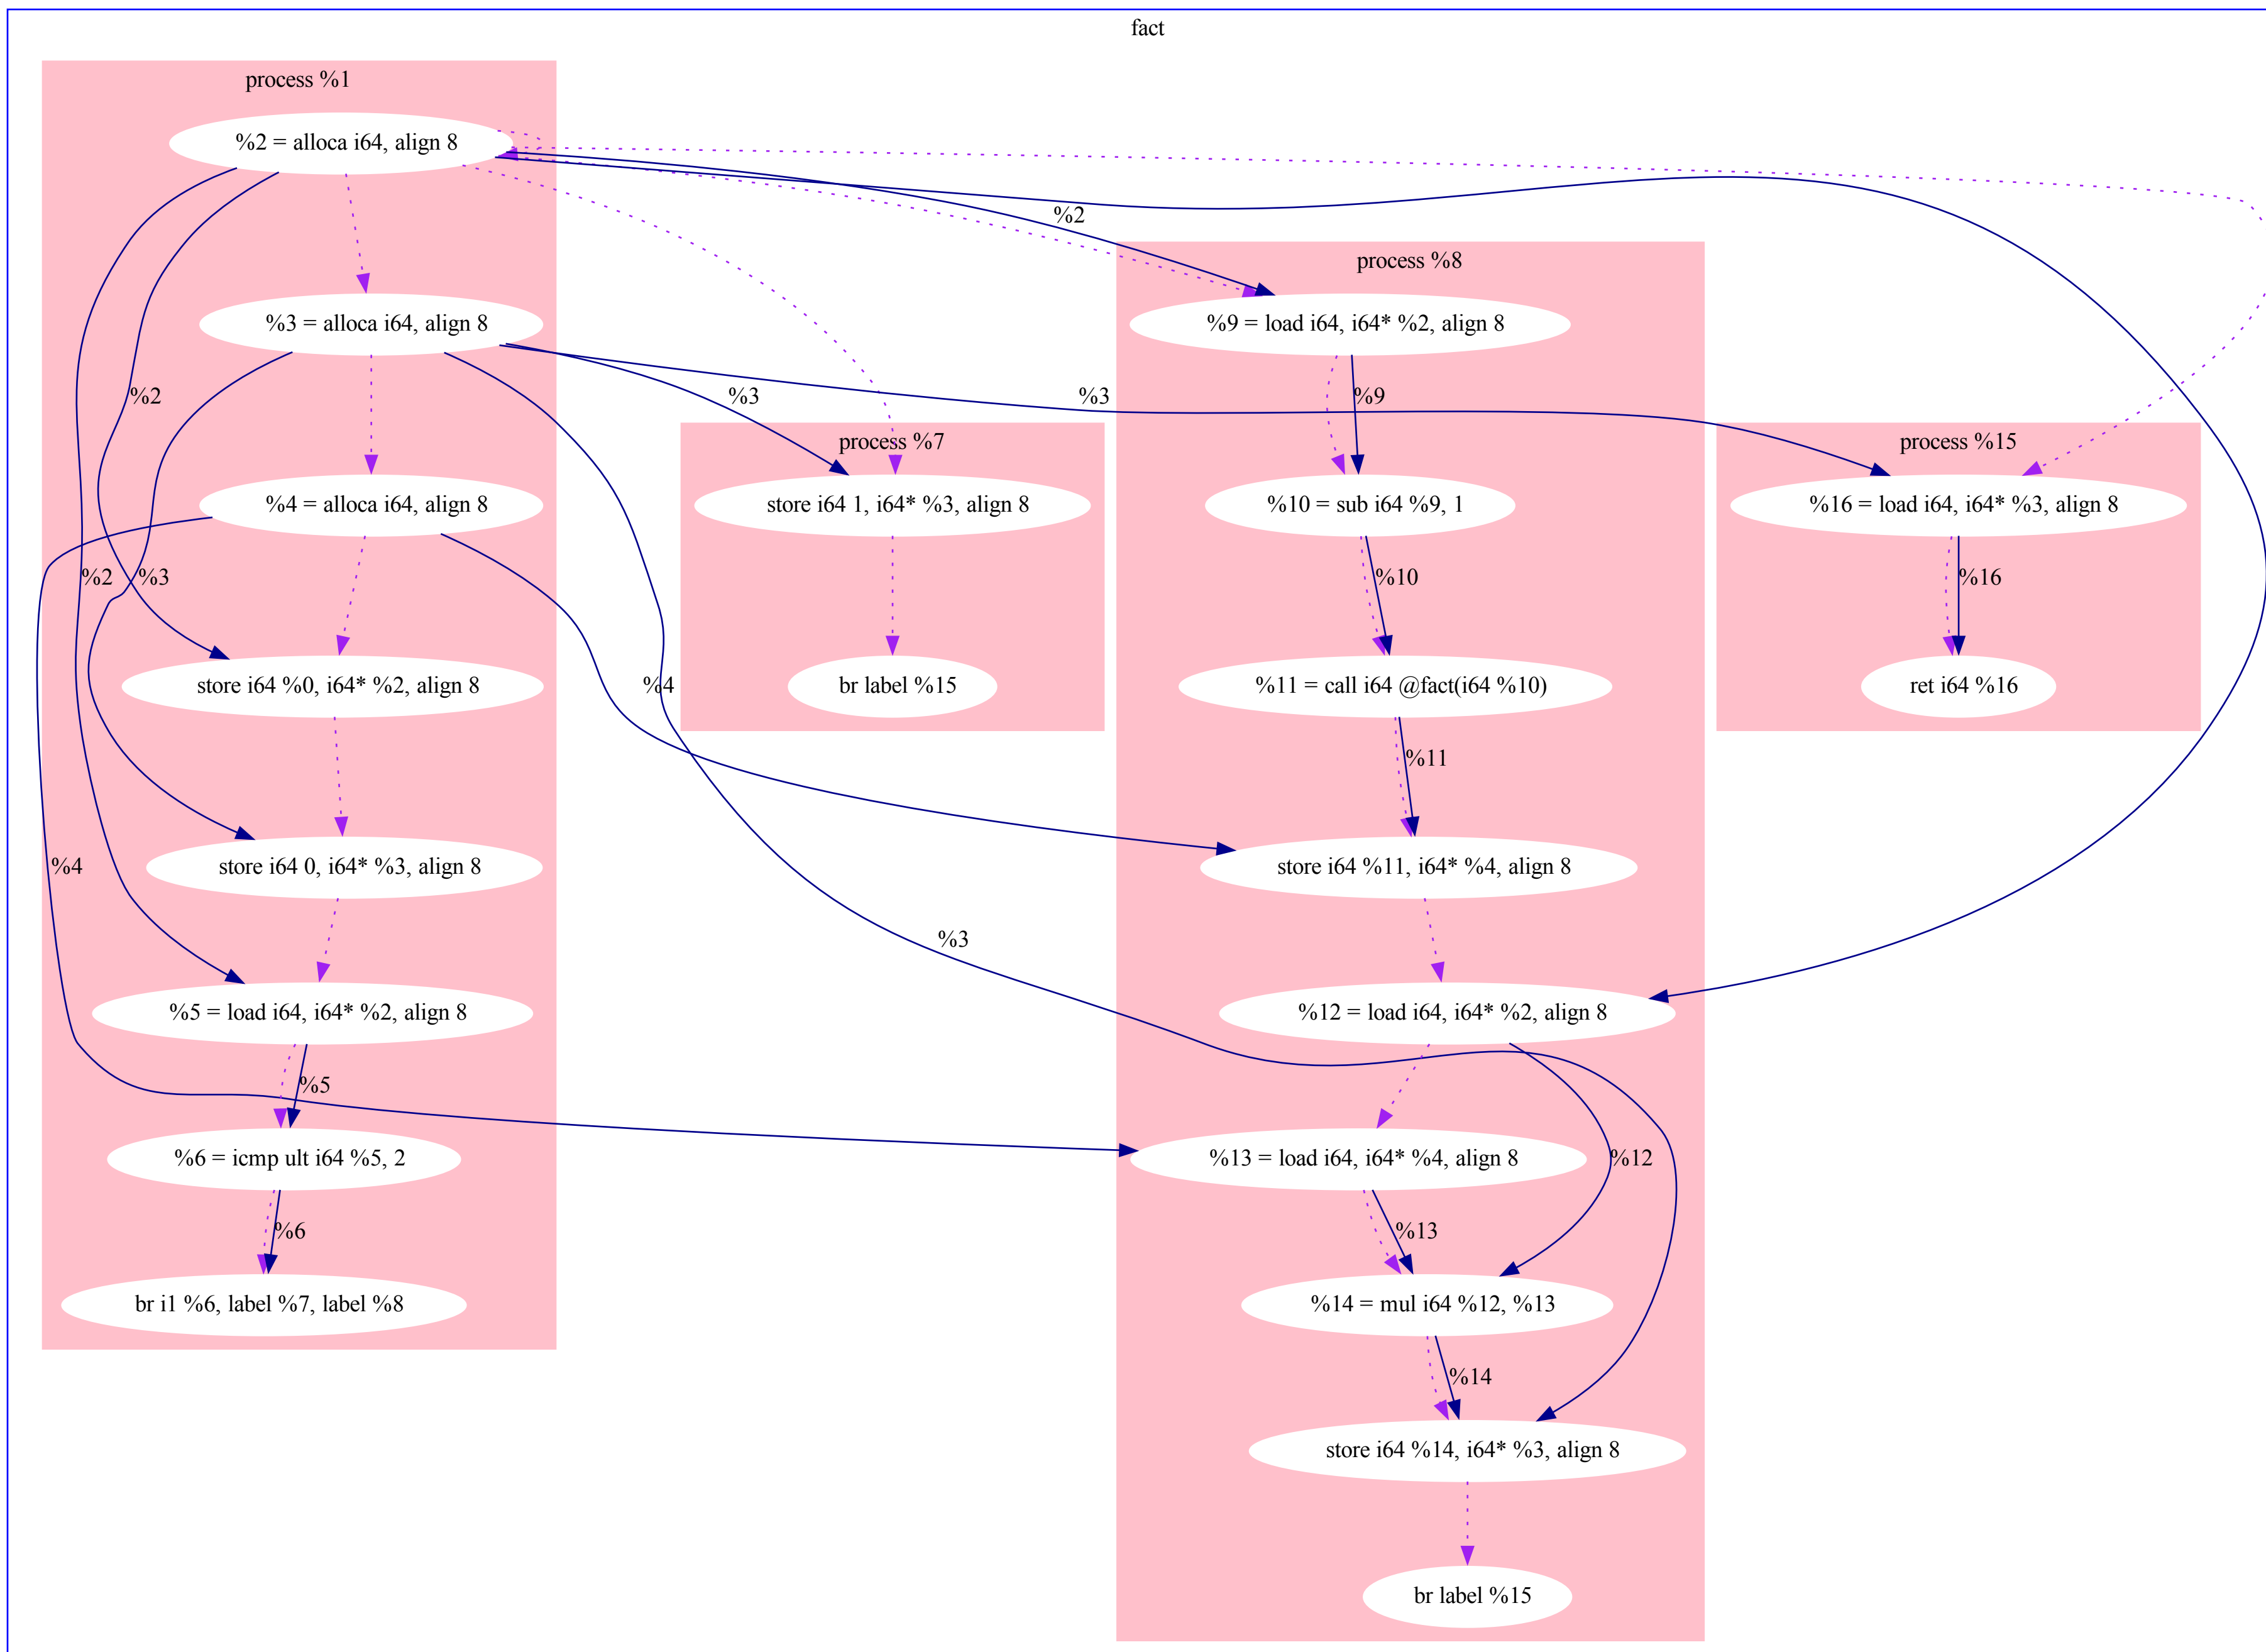 fact
process %1
%2 = alloca i64, align 8
%2
process %8
%3 = alloca i64, align 8
%9 = load i64, i64* %2, align 8
%2
%3
%3
%9
process %7
process %15
%4 = alloca i64, align 8
store i64 1, i64* %3, align 8
%10 = sub i64 %9, 1
%16 = load i64, i64* %3, align 8
%2
%3
%10
%16
store i64 %0, i64* %2, align 8
%4
br label %15
%11 = call i64 @fact(i64 %10)
ret i64 %16
%11
%4
store i64 0, i64* %3, align 8
store i64 %11, i64* %4, align 8
%3
%5 = load i64, i64* %2, align 8
%12 = load i64, i64* %2, align 8
%5
%6 = icmp ult i64 %5, 2
%13 = load i64, i64* %4, align 8
%12
%6
%13
br i1 %6, label %7, label %8
%14 = mul i64 %12, %13
%14
store i64 %14, i64* %3, align 8
br label %15